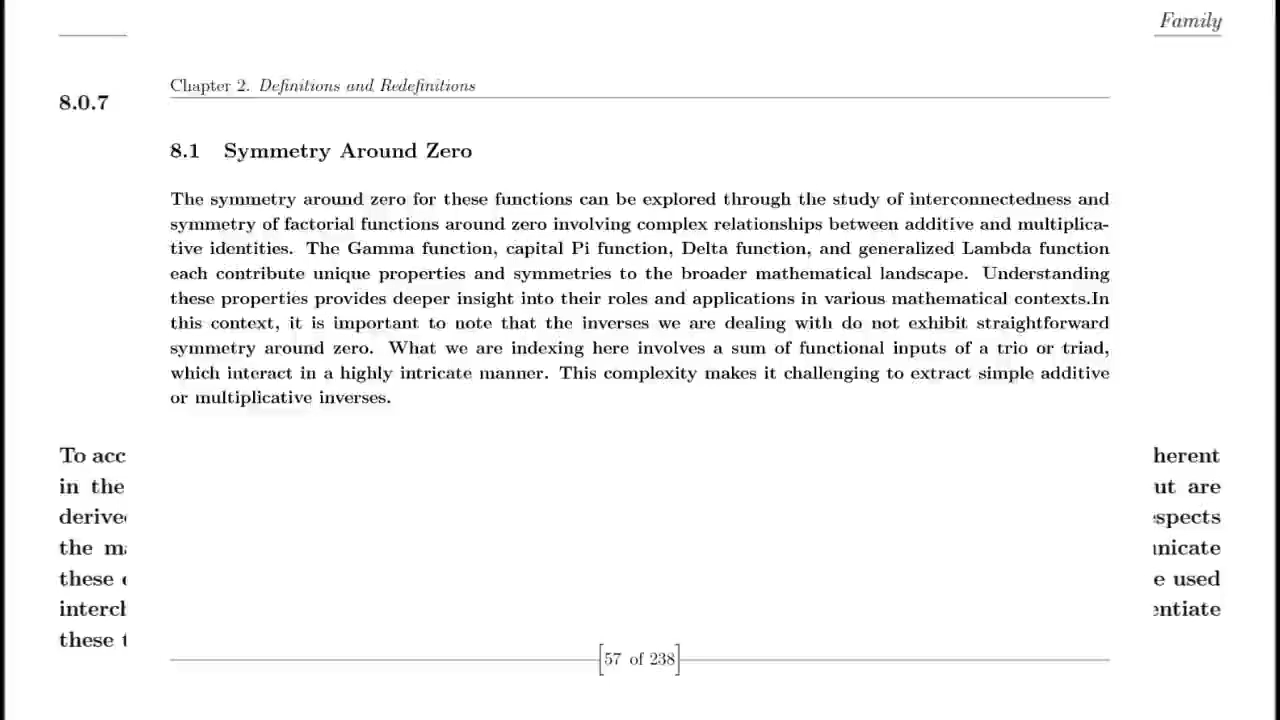 Family
Chapter 2. Definitions and Redefinitions
8.0.7
8.1 Symmetry Around Zero
The symmetry around zero for these functions can be explored through the study of interconnectedness and
symmetry of factorial functions around zero involving complex relationships between additive and multiplica-
tive identities. The Gamma function, capital Pi function, Delta function, and generalized Lambda function
each contribute unique properties and symmetries to the broader mathematical landscape. Understanding
these properties provides deeper insight into their roles and applications in various mathematical contexts.In
this context, it is important to note that the inverses we are dealing with do not exhibit straightforward
symmetry around zero. What we are indexing here involves a sum of functional inputs of a trio or triad,
which interact in a highly intricate manner. This complexity makes it challenging to extract simple additive
or multiplicative inverses.
To acc herent
in the ut are
derive spects
the ma nicate
these e used
interch entiate
these t
[57 of 238]